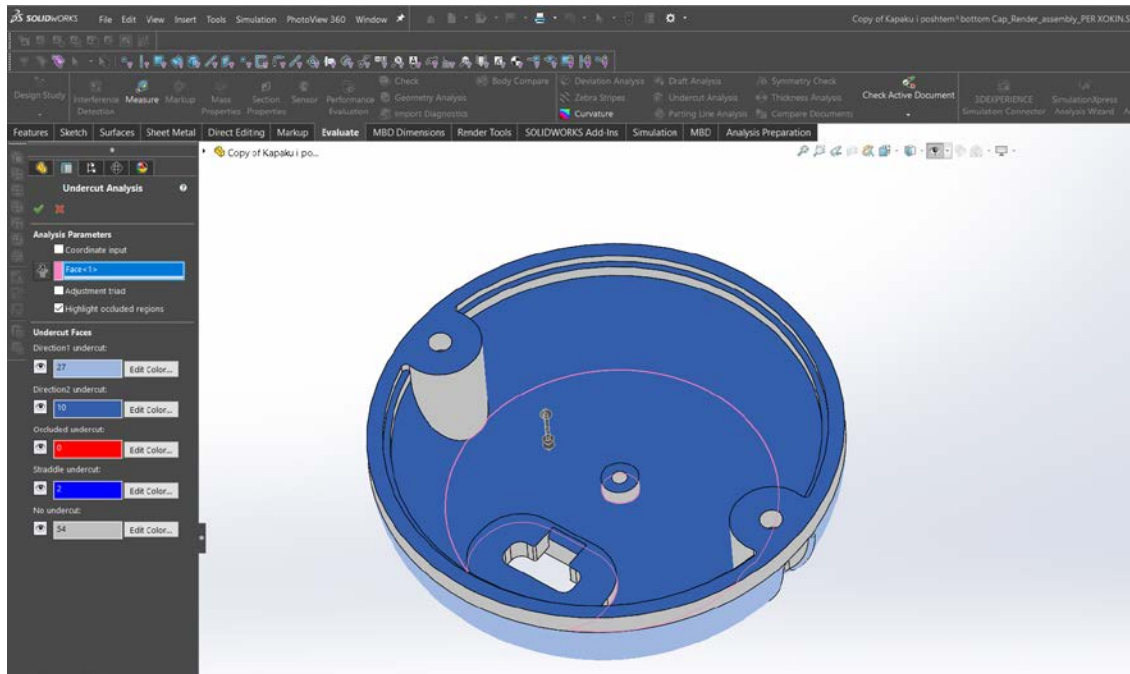 SOLIDWORKS File Edit View Insert Tools Simulation PhotoView 360 Window
Copy of Kapaku i poshtem^bottom Cap_Render_assembly_PER XOKIN.S
Design Study
Interference Detection
Measure
Markup
Mass Properties
Section Properties
Sensor
Performance Evaluation
Check
Geometry Analysis
Import Diagnostics
Body Compare
Deviation Analysis
Zebra Stripes
Curvature
Draft Analysis
Undercut Analysis
Parting Line Analysis
Symmetry Check
Thickness Analysis
Compare Documents
Check Active Document
3DEXPERIENCE Simulation Connector
SimulationXpress Analysis Wizard
Features Sketch Surfaces Sheet Metal Direct Editing Markup Evaluate MBD Dimensions Render Tools SOLIDWORKS Add-Ins Simulation MBD Analysis Preparation
Copy of Kapaku i po...
Undercut Analysis
Analysis Parameters
Coordinate input
Face<1>
Adjustment triad
Highlight occluded regions
Undercut Faces
Direction1 undercut:
27 Edit Color...
Direction2 undercut:
10 Edit Color...
Occluded undercut:
0 Edit Color...
Straddle undercut:
2 Edit Color...
No undercut:
54 Edit Color...